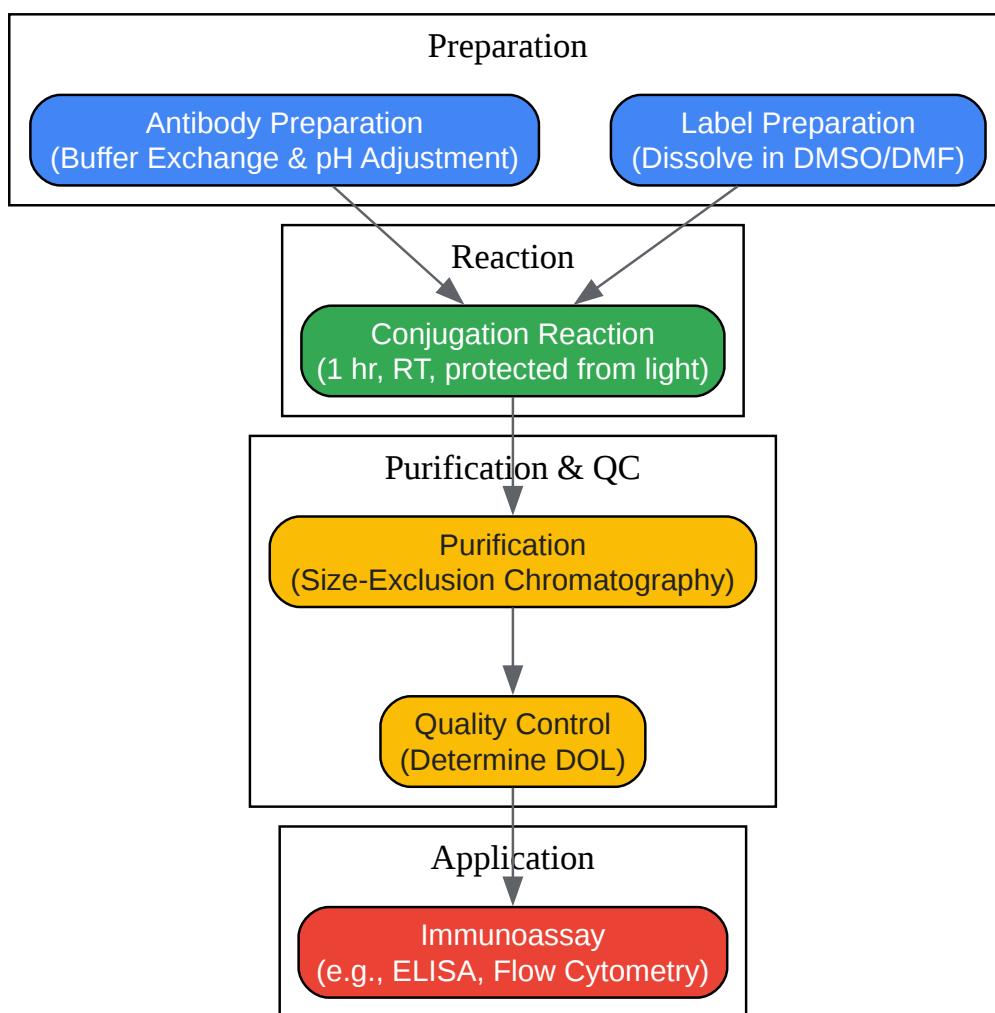 Preparation
Antibody Preparation
(Buffer Exchange & pH Adjustment)
Label Preparation
(Dissolve in DMSO/DMF)
Reaction
Conjugation Reaction
(1 hr, RT, protected from light)
Purification & QC
Purification
(Size-Exclusion Chromatography)
Quality Control
(Determine DOL)
Application
Immunoassay
(e.g., ELISA, Flow Cytometry)